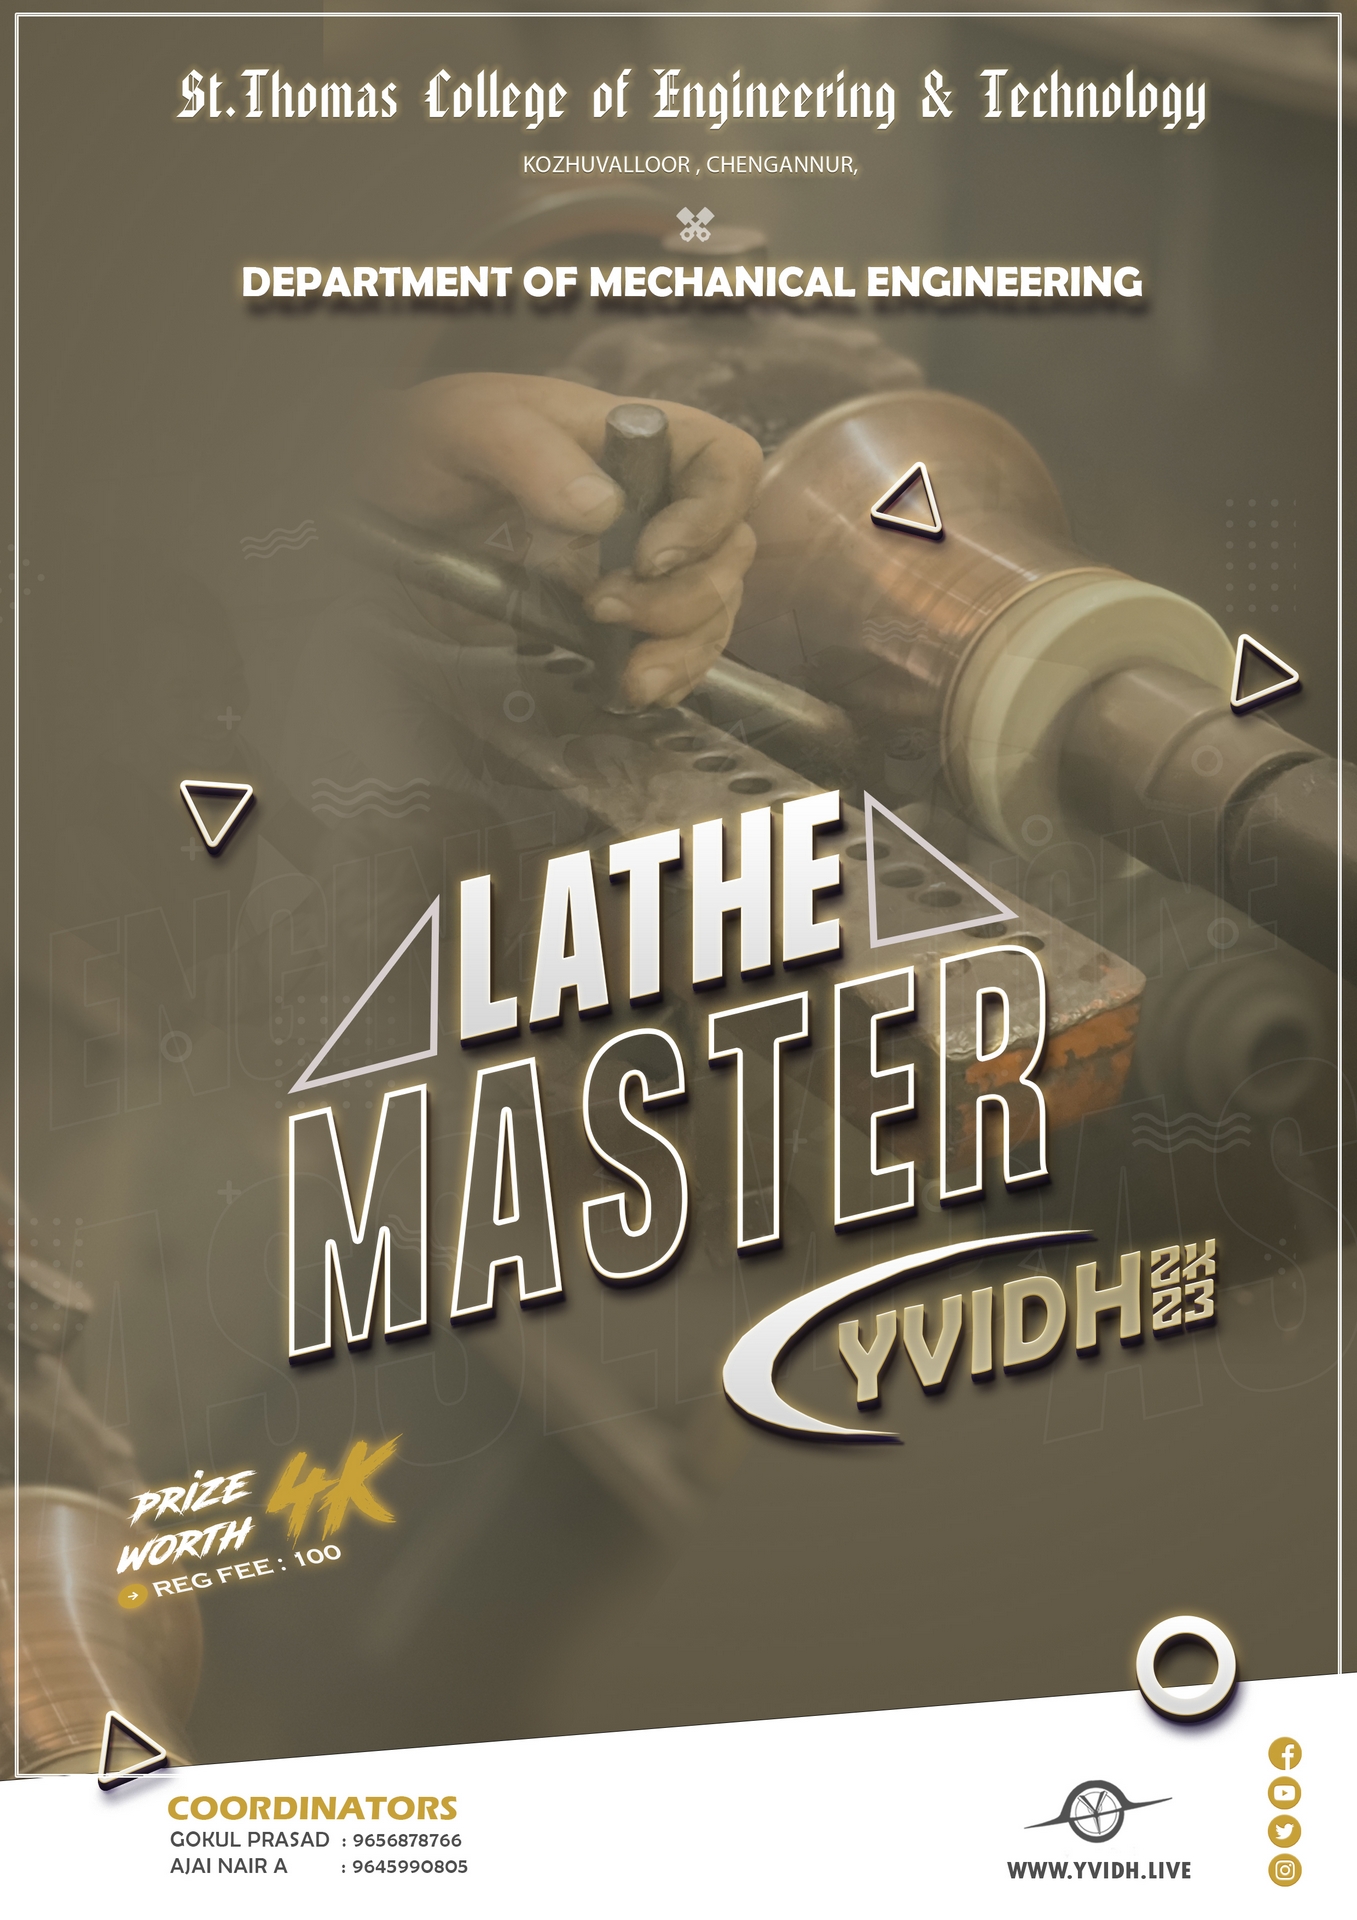 St.Thomas College of Engineering & Technology
KOZHUVALLOOR , CHENGANNUR,
DEPARTMENT OF MECHANICAL ENGINEERING
LATHE
MASTER
YVIDH 2K
23
PRIZE 4K
WORTH
REG FEE : 100
COORDINATORS
GOKUL PRASAD : 9656878766
AJAI NAIR A : 9645990805
WWW.YVIDH.LIVE